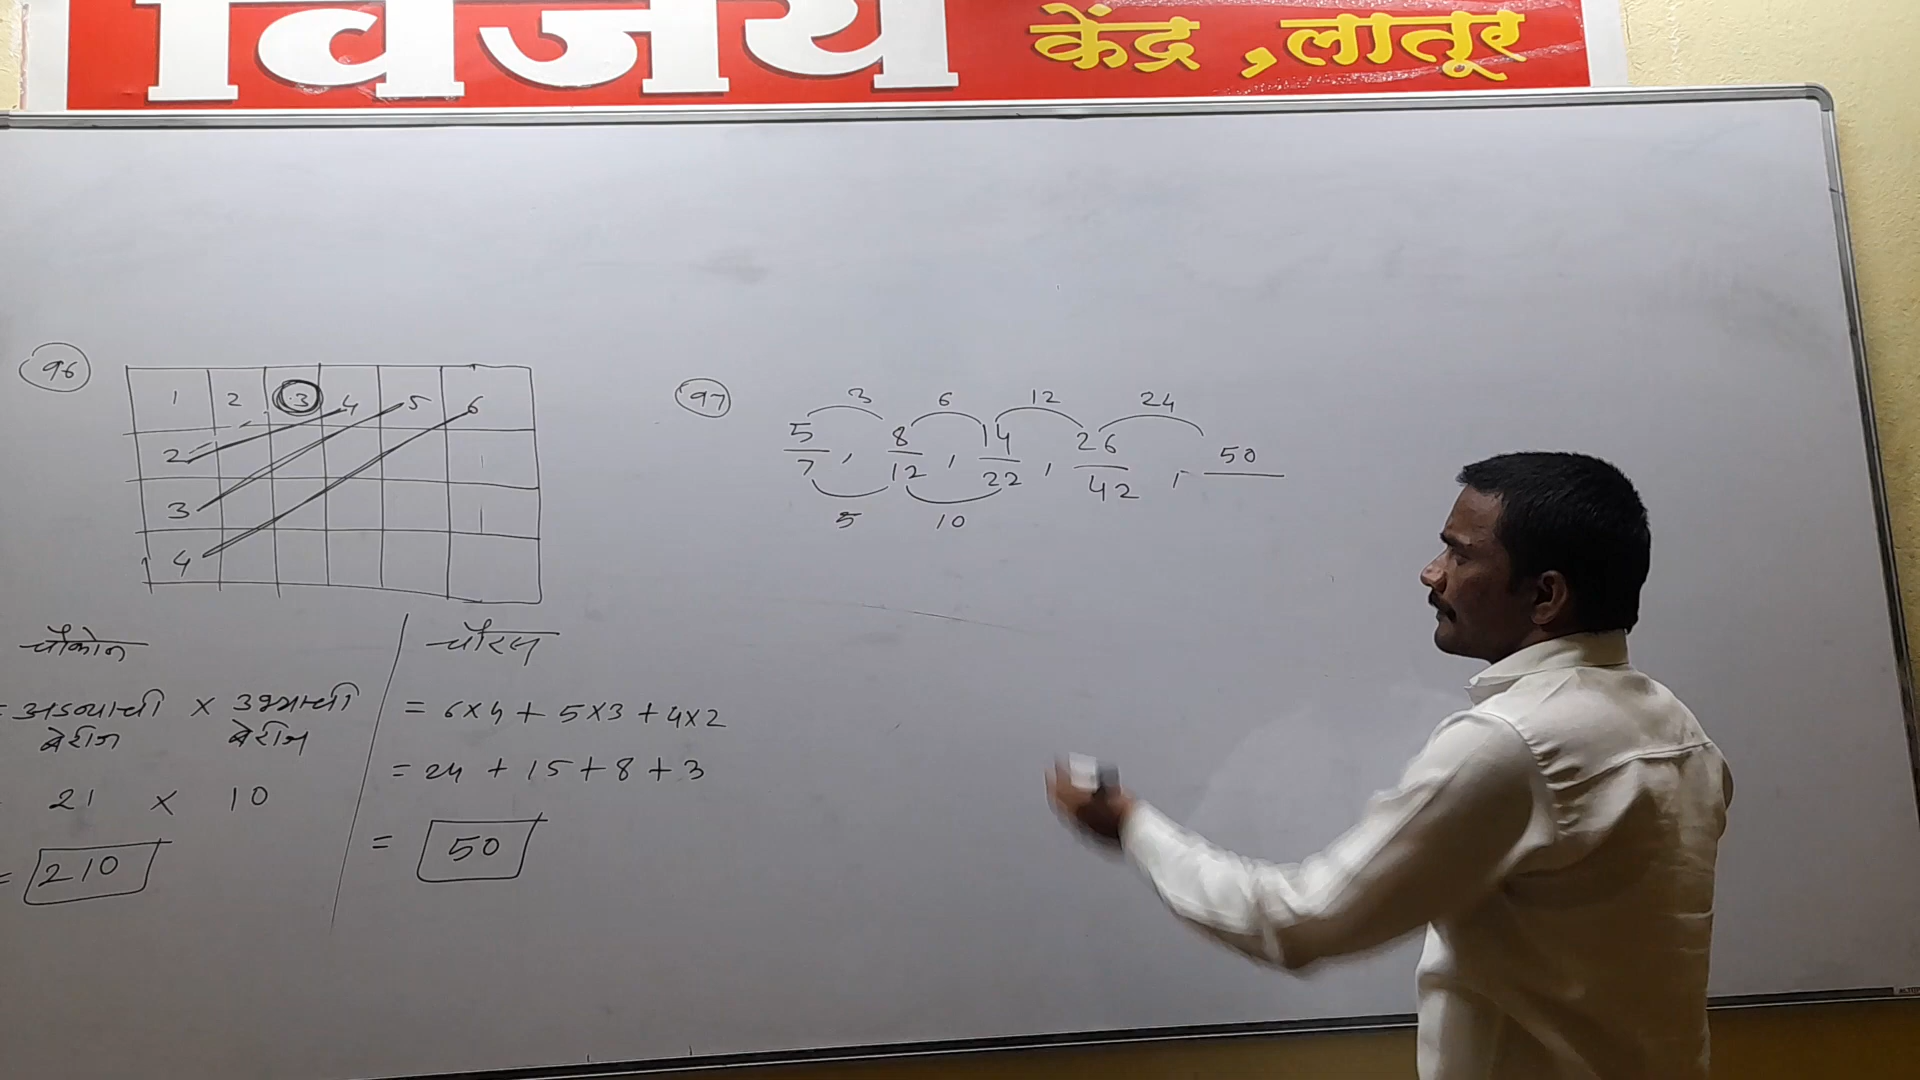 विजय केंद्र, लातूर
96
1 2 3 4 5 6
2
3
4
चौकोन
= आडव्याची × उभ्याची
बेरीज बेरीज
21 × 10
= 210
चौरस
= 6×4 + 5×3 + 4×2
= 24 + 15 + 8 + 3
= 50
97
3 6 12 24
5/7 , 8/12 , 14/22 , 26/42 , 50/
5 10